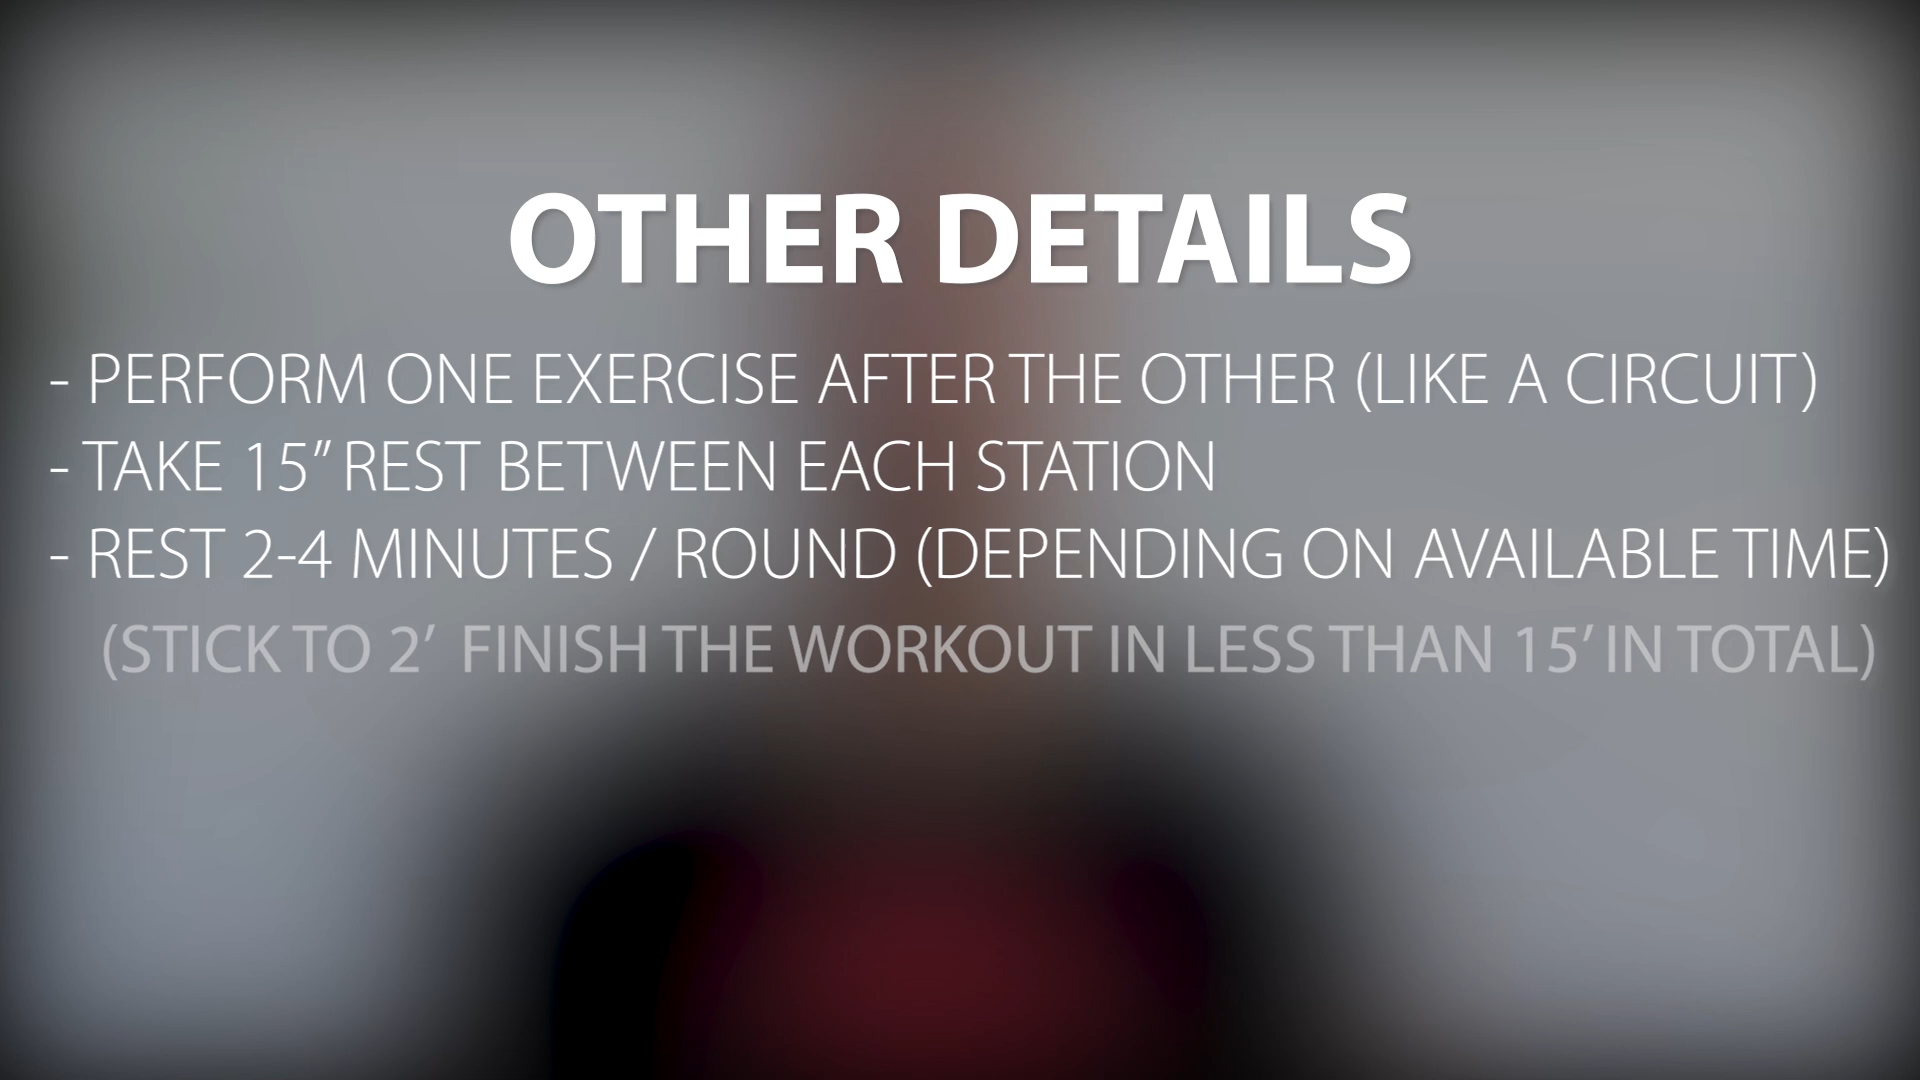 OTHER DETAILS
- PERFORM ONE EXERCISE AFTER THE OTHER (LIKE A CIRCUIT)
- TAKE 15” REST BETWEEN EACH STATION
- REST 2-4 MINUTES / ROUND (DEPENDING ON AVAILABLE TIME)
(STICK TO 2’ FINISH THE WORKOUT IN LESS THAN 15’ IN TOTAL)